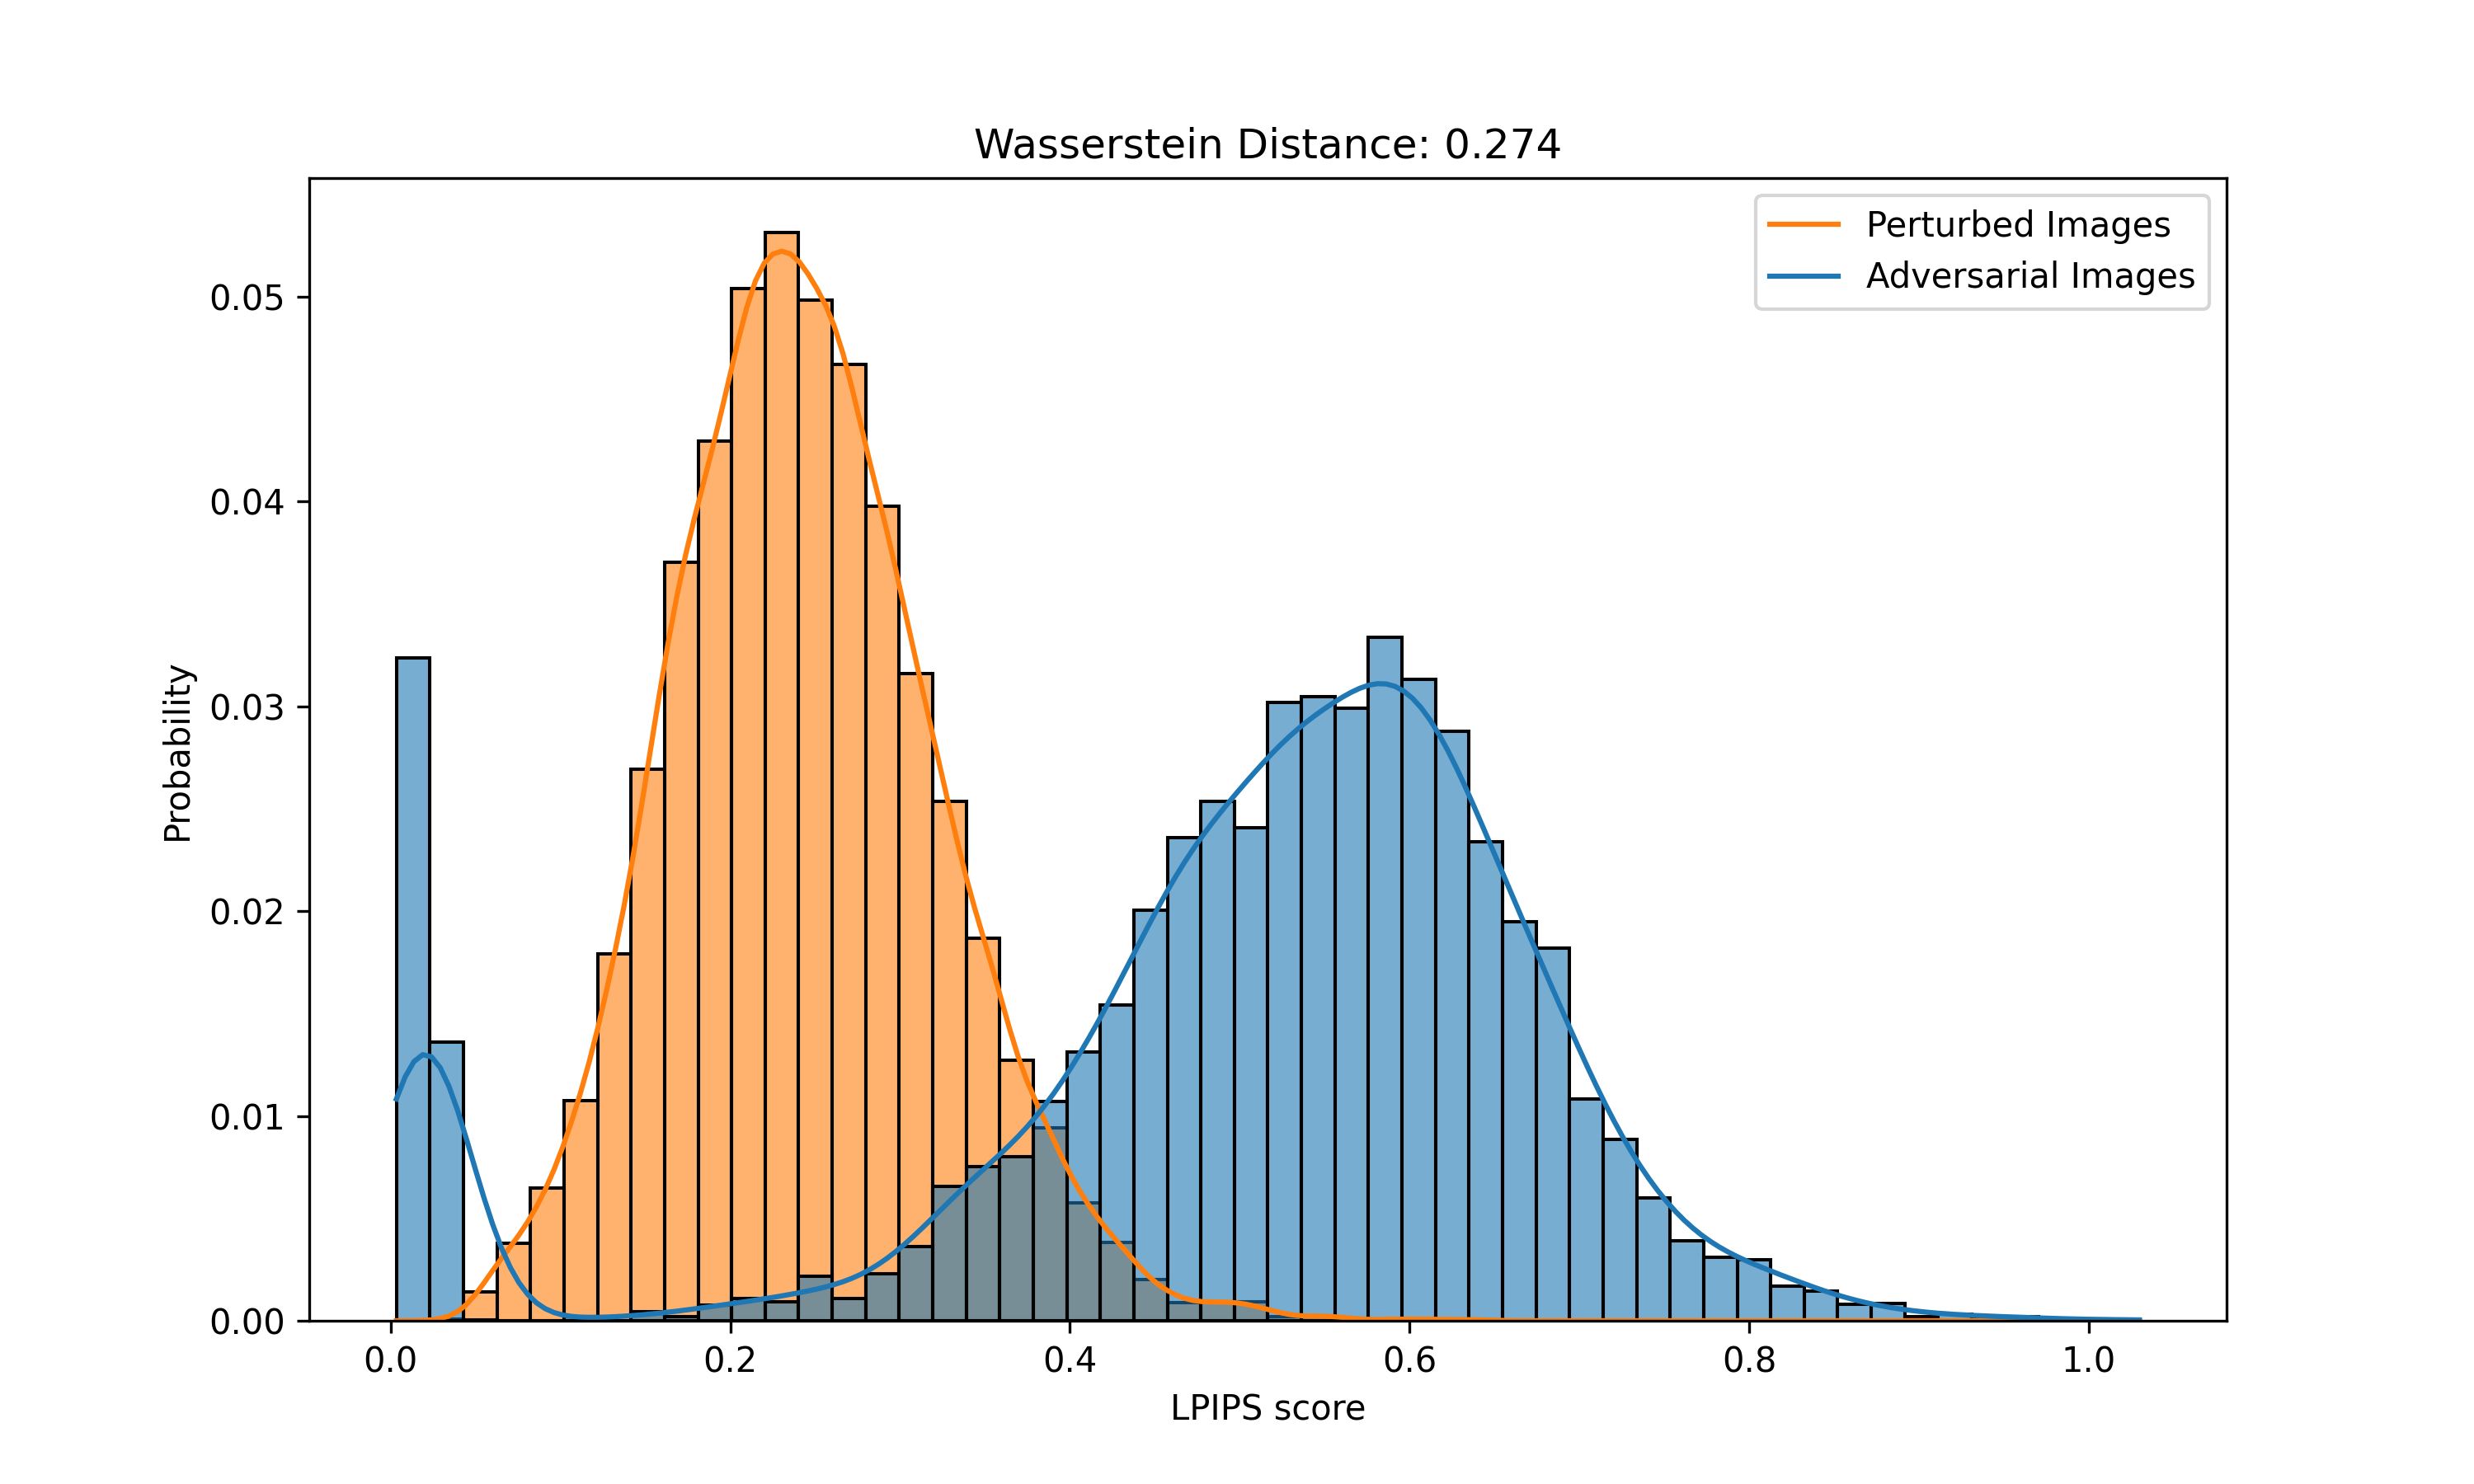 Wasserstein Distance: 0.274
Perturbed Images
Adversarial Images
Probability
0.05
0.04
0.03
0.02
0.01
0.00
0.0 0.2 0.4 0.6 0.8 1.0
LPIPS score